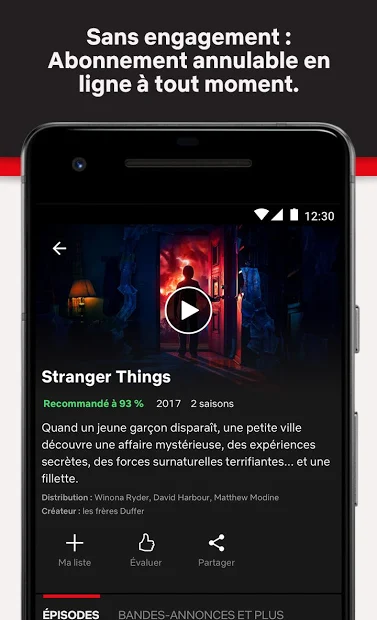 Sans engagement :
Abonnement annulable en
ligne à tout moment.
12:30
Stranger Things
Recommandé à 93 % 2017 2 saisons
Quand un jeune garçon disparaît, une petite ville
découvre une affaire mystérieuse, des expériences
secrètes, des forces surnaturelles terrifiantes... et une
fillette.
Distribution : Winona Ryder, David Harbour, Matthew Modine
Créateur : les frères Duffer
Ma liste Évaluer Partager
ÉPISODES BANDES-ANNONCES ET PLUS